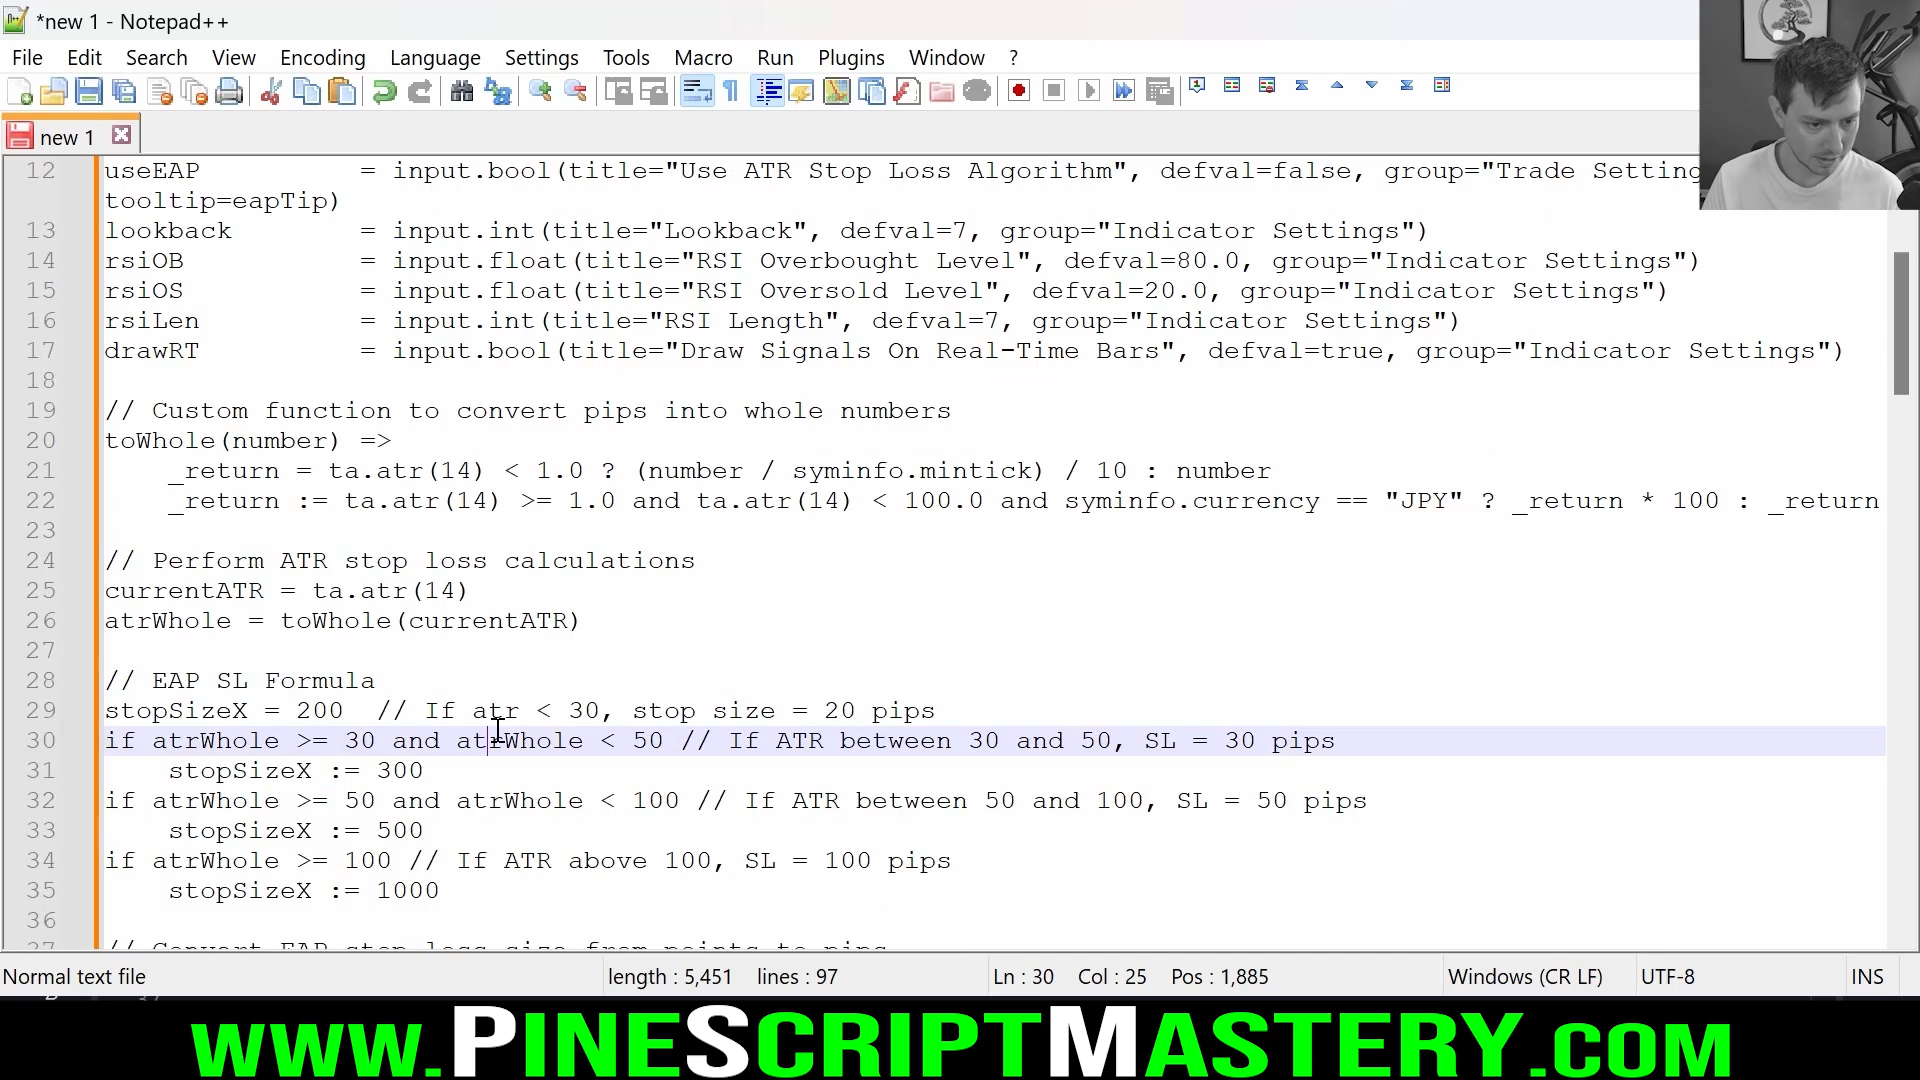 *new 1 - Notepad++
File Edit Search View Encoding Language Settings Tools Macro Run Plugins Window ?
new 1
12 useEAP = input.bool(title="Use ATR Stop Loss Algorithm", defval=false, group="Trade Setting
tooltip=eapTip)
13 lookback = input.int(title="Lookback", defval=7, group="Indicator Settings")
14 rsiOB = input.float(title="RSI Overbought Level", defval=80.0, group="Indicator Settings")
15 rsiOS = input.float(title="RSI Oversold Level", defval=20.0, group="Indicator Settings")
16 rsiLen = input.int(title="RSI Length", defval=7, group="Indicator Settings")
17 drawRT = input.bool(title="Draw Signals On Real-Time Bars", defval=true, group="Indicator Settings")
18
19 // Custom function to convert pips into whole numbers
20 toWhole(number) =>
21 _return = ta.atr(14) < 1.0 ? (number / syminfo.mintick) / 10 : number
22 _return := ta.atr(14) >= 1.0 and ta.atr(14) < 100.0 and syminfo.currency == "JPY" ? _return * 100 : _return
23
24 // Perform ATR stop loss calculations
25 currentATR = ta.atr(14)
26 atrWhole = toWhole(currentATR)
27
28 // EAP SL Formula
29 stopSizeX = 200 // If atr < 30, stop size = 20 pips
30 if atrWhole >= 30 and atrWhole < 50 // If ATR between 30 and 50, SL = 30 pips
31 stopSizeX := 300
32 if atrWhole >= 50 and atrWhole < 100 // If ATR between 50 and 100, SL = 50 pips
33 stopSizeX := 500
34 if atrWhole >= 100 // If ATR above 100, SL = 100 pips
35 stopSizeX := 1000
36
37 // Convert EAP stop loss size from points to pips
Normal text file length : 5,451 lines : 97 Ln : 30 Col : 25 Pos : 1,885 Windows (CR LF) UTF-8 INS
www.PineScriptMastery.com